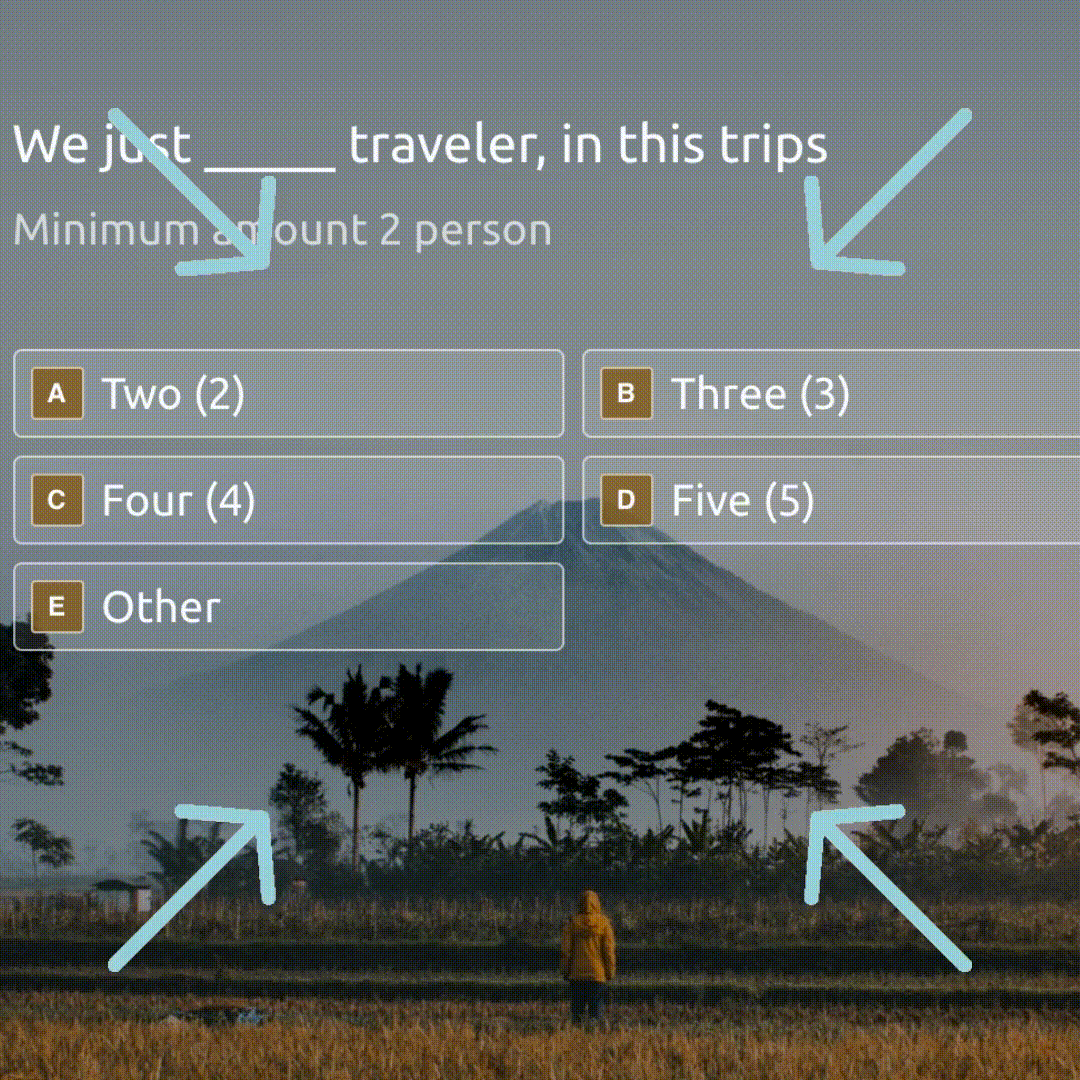 We just _____ traveler, in this trips
Minimum amount 2 person
A Two (2)
B Three (3)
C Four (4)
D Five (5)
E Other